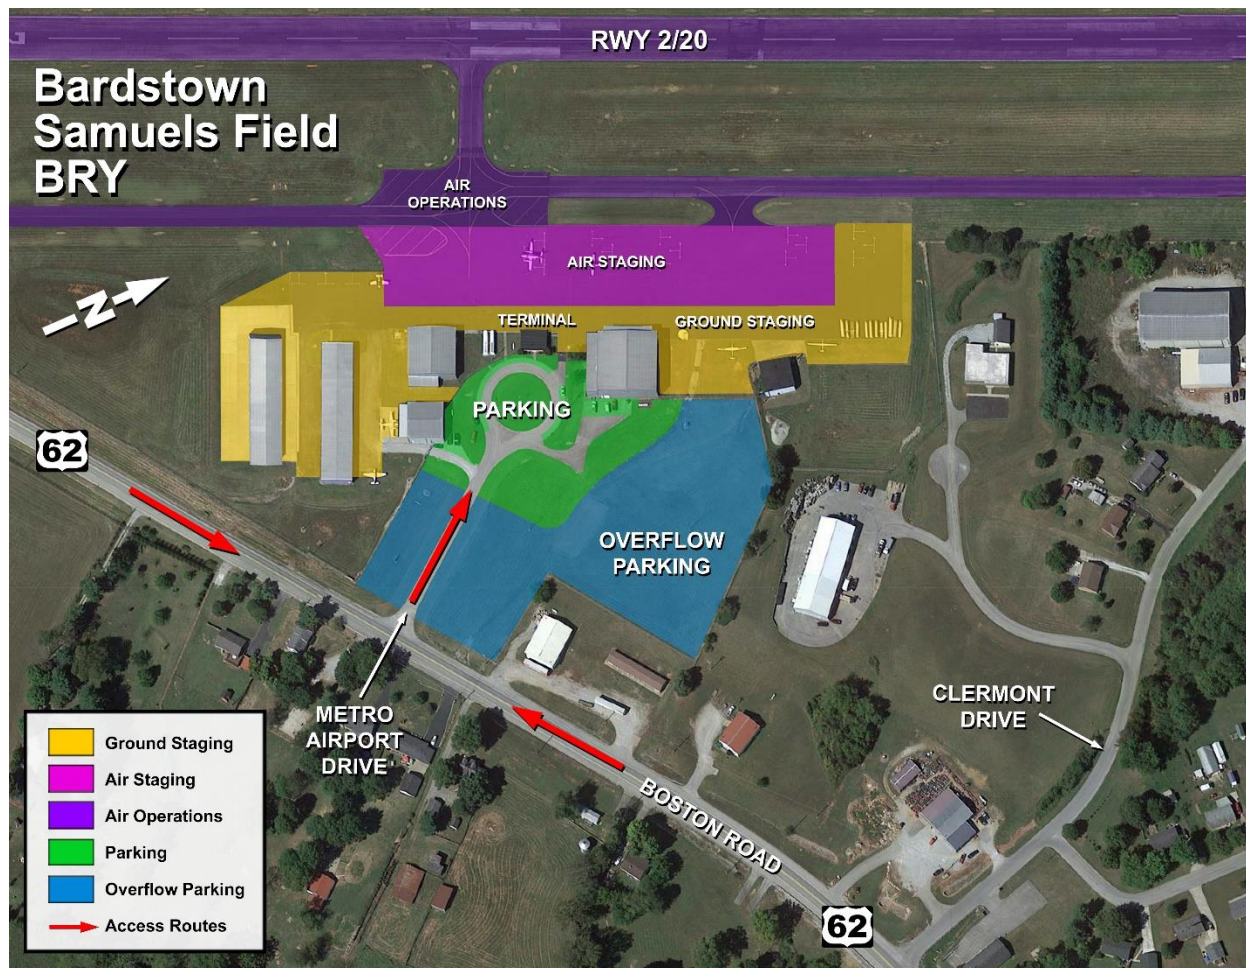 RWY 2/20
Bardstown
Samuels Field
BRY
AIR
OPERATIONS
AIR STAGING
N
TERMINAL
GROUND STAGING
PARKING
62
OVERFLOW
PARKING
METRO
AIRPORT
DRIVE
CLERMONT
DRIVE
BOSTON ROAD
62
Ground Staging
Air Staging
Air Operations
Parking
Overflow Parking
Access Routes